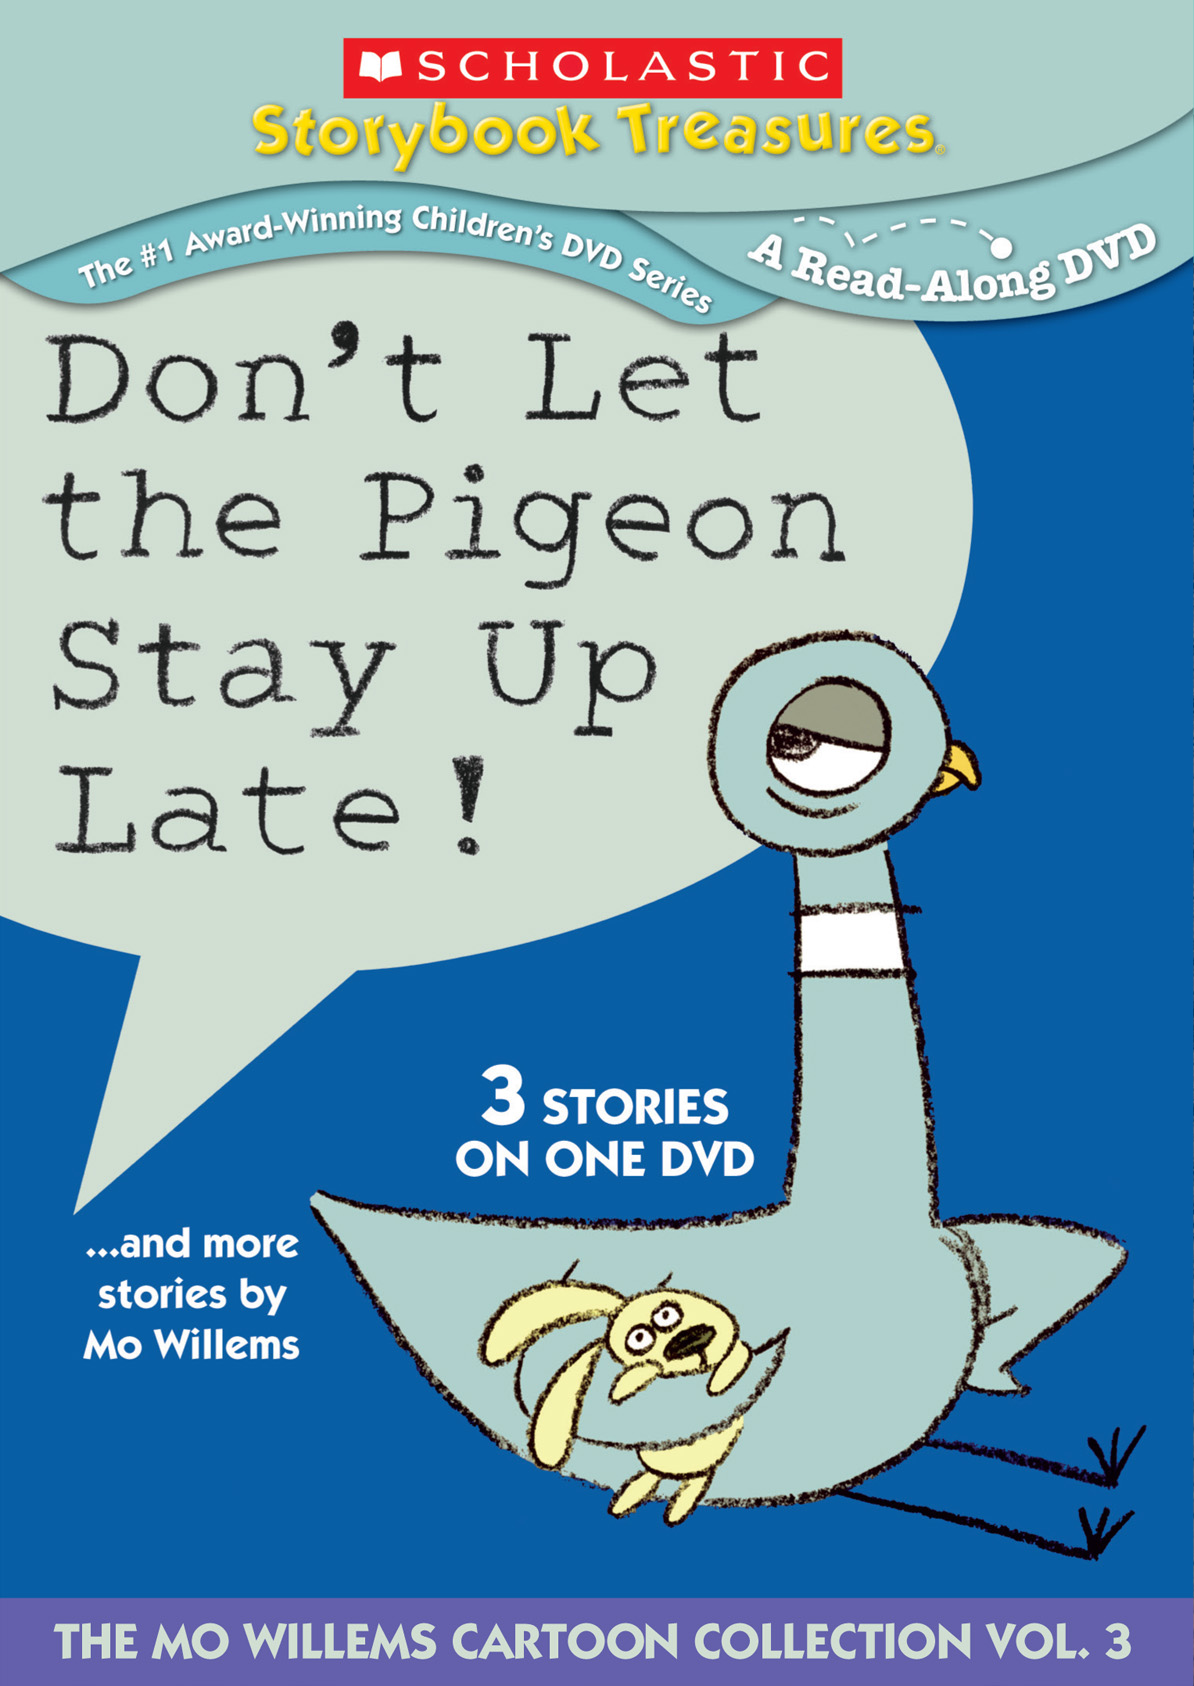 SCHOLASTIC
Storybook Treasures®
The #1 Award-Winning Children's DVD Series
A Read-Along DVD
Don't Let
the Pigeon
Stay Up
Late!
3 STORIES
ON ONE DVD
...and more
stories by
Mo Willems
THE MO WILLEMS CARTOON COLLECTION VOL. 3